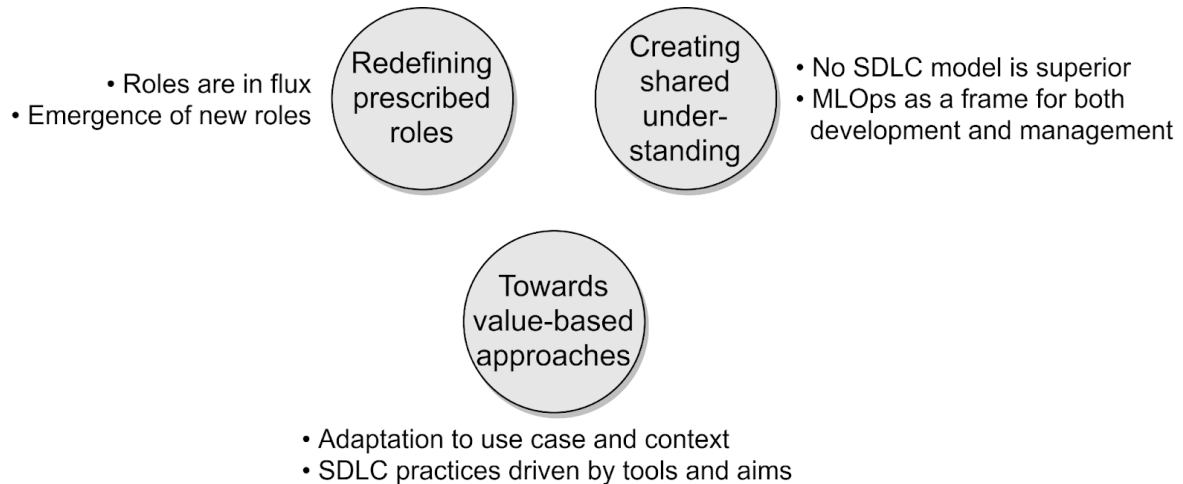 • Roles are in flux
• Emergence of new roles
Redefining
prescribed
roles
Creating
shared
under-
standing
• No SDLC model is superior
• MLOps as a frame for both
development and management
Towards
value-based
approaches
• Adaptation to use case and context
• SDLC practices driven by tools and aims